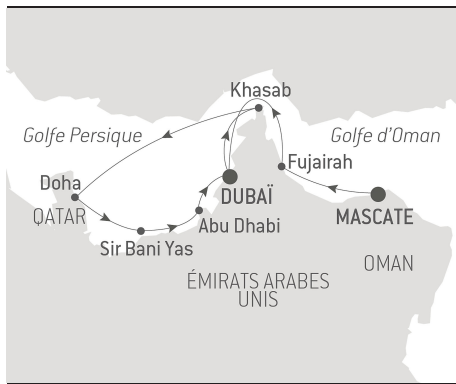 Khasab
Golfe Persique
Golfe d'Oman
Fujairah
Doha
DUBAÏ
QATAR
MASCATE
Abu Dhabi
Sir Bani Yas
OMAN
ÉMIRATS ARABES
UNIS